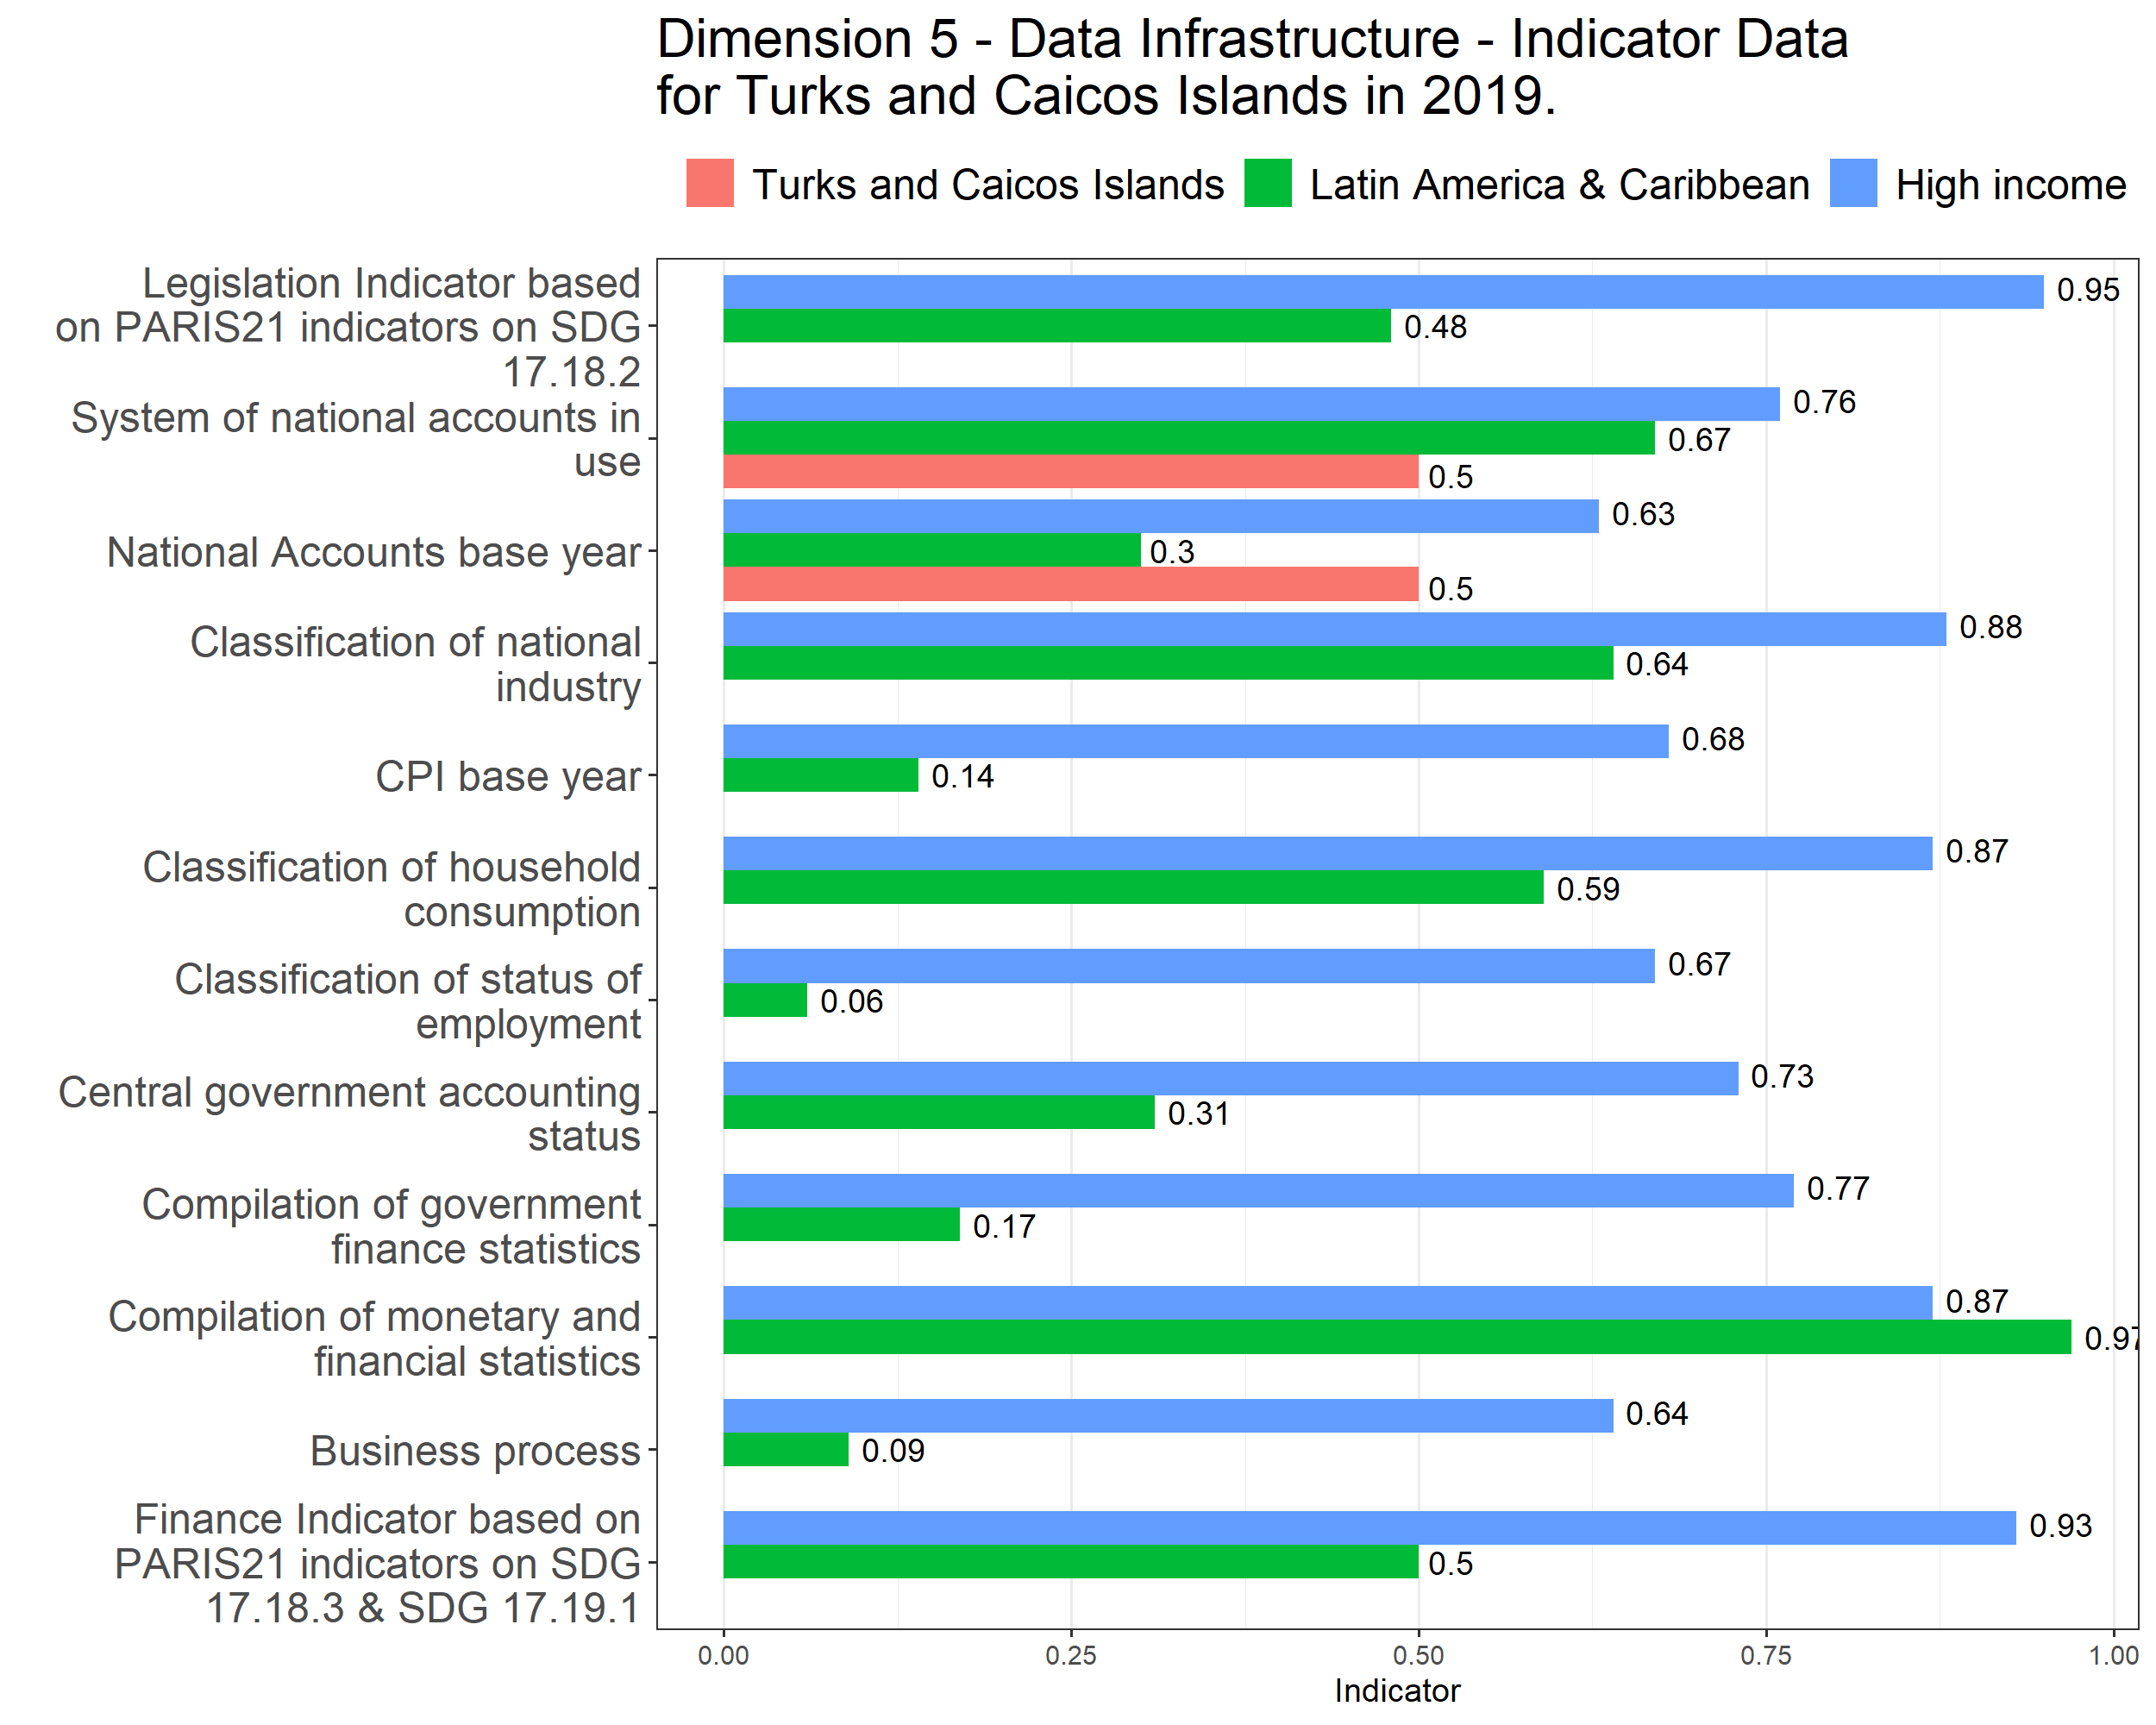 Dimension 5 - Data Infrastructure - Indicator Data
for Turks and Caicos Islands in 2019.
Turks and Caicos Islands Latin America & Caribbean High income
Legislation Indicator based
on PARIS21 indicators on SDG
17.18.2
0.95
0.48
System of national accounts in
use
0.76
0.67
0.5
National Accounts base year
0.63
0.3
0.5
Classification of national
industry
0.88
0.64
CPI base year
0.68
0.14
Classification of household
consumption
0.87
0.59
Classification of status of
employment
0.67
0.06
Central government accounting
status
0.73
0.31
Compilation of government
finance statistics
0.77
0.17
Compilation of monetary and
financial statistics
0.87
0.97
Business process
0.64
0.09
Finance Indicator based on
PARIS21 indicators on SDG
17.18.3 & SDG 17.19.1
0.93
0.5
0.00 0.25 0.50 0.75 1.00
Indicator